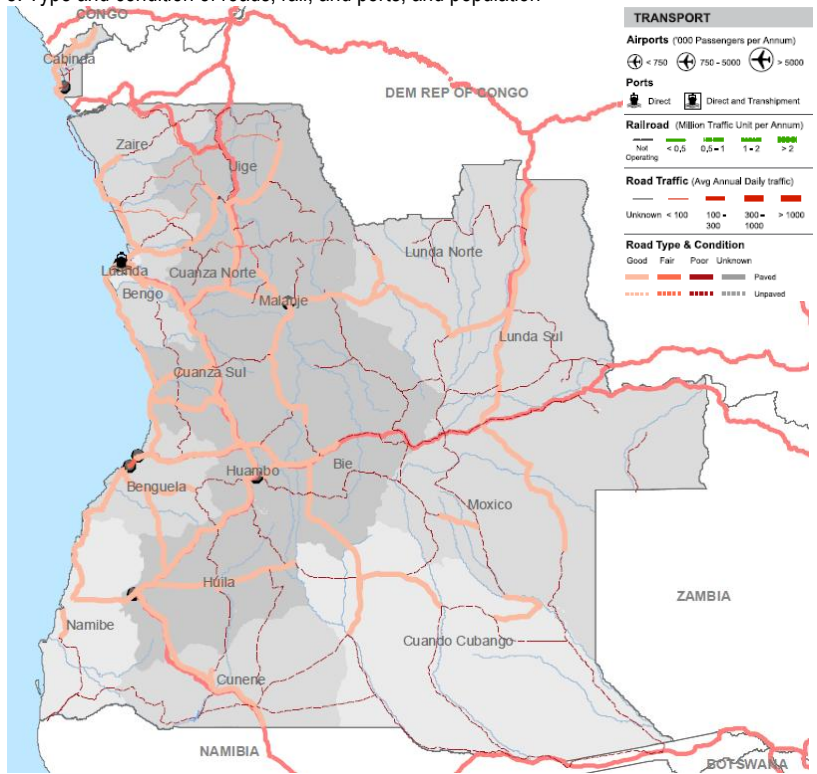 CONGO
Cabinda
DEM REP OF CONGO
Zaire
Uige
Lunda Norte
Luanda
Cuanza Norte
Bengo
Malanje
Lunda Sul
Cuanza Sul
Huambo
Bie
Benguela
Moxico
Huila
ZAMBIA
Namibe
Cuando Cubango
Cunene
NAMIBIA
BOTSWANA
TRANSPORT
Airports ('000 Passengers per Annum)
< 750 750 - 5000 > 5000
Ports
Direct Direct and Transhipment
Railroad (Million Traffic Unit per Annum)
Not Operating < 0,5 0,5 - 1 1 - 2 > 2
Road Traffic (Avg Annual Daily traffic)
Unknown < 100 100 - 300 300 - 1000 > 1000
Road Type & Condition
Good Fair Poor Unknown
Paved
Unpaved